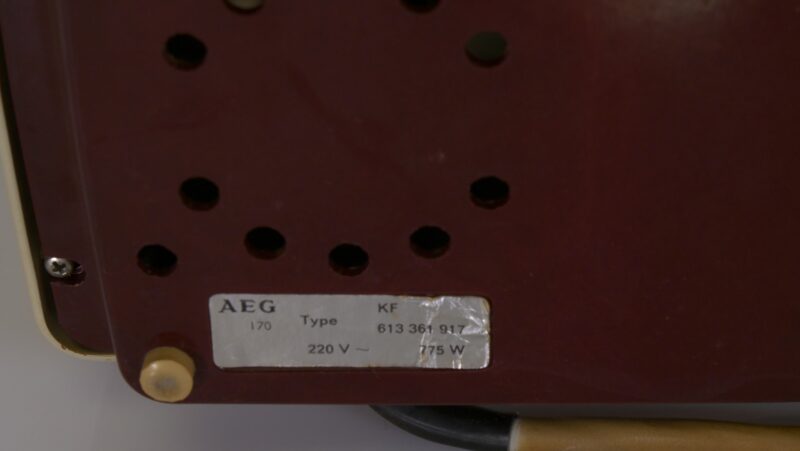 AEG KF
170 Type 613 361 917
220 V ~ 775 W